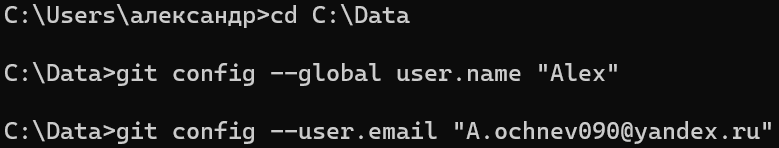 C:\Users\александр>cd C:\Data
C:\Data>git config --global user.name "Alex"
C:\Data>git config --user.email "A.ochnev090@yandex.ru"